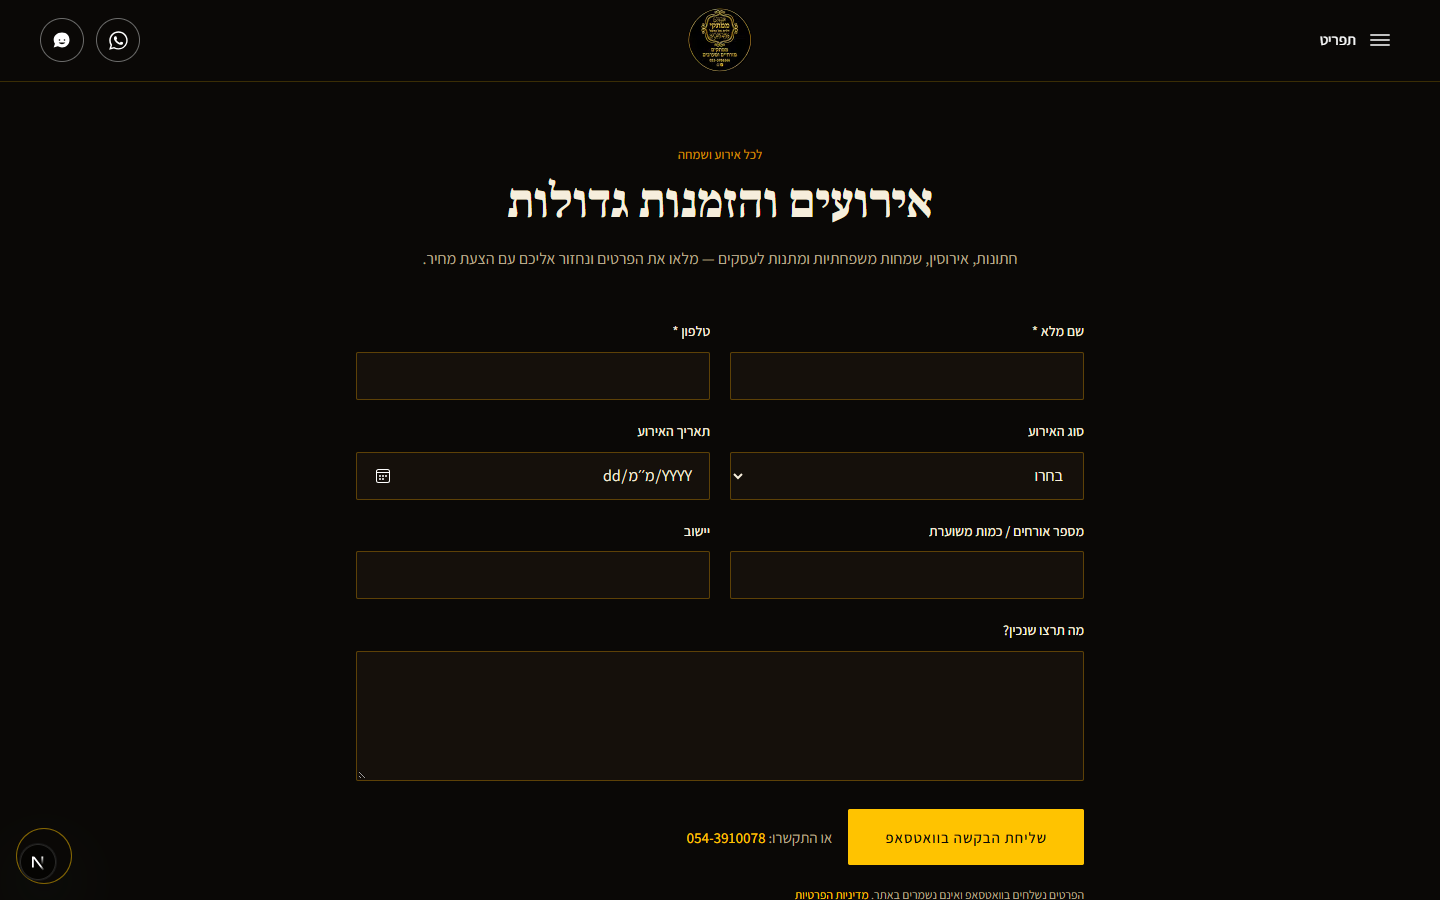 תפריט
לכל אירוע ושמחה
אירועים והזמנות גדולות
חתונות, אירוסין, שמחות משפחתיות ומתנות לעסקים — מלאו את הפרטים ונחזור אליכם עם הצעת מחיר.
שם מלא *
טלפון *
סוג האירוע
תאריך האירוע
בחרו
dd/מ״מ/YYYY
מספר אורחים / כמות משוערת
יישוב
מה תרצו שנכין?
שליחת הבקשה בוואטסאפ
או התקשרו: 054-3910078
הפרטים נשלחים בוואטסאפ ואינם נשמרים באתר. מדיניות הפרטיות